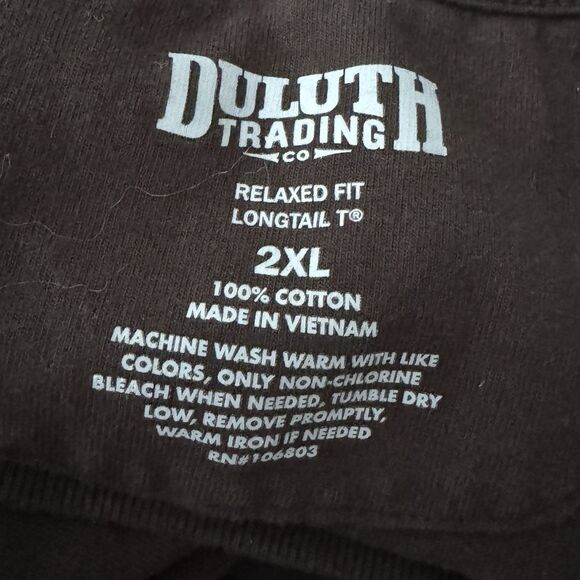 DULUTH
TRADING
CO
RELAXED FIT
LONGTAIL T®
2XL
100% COTTON
MADE IN VIETNAM
MACHINE WASH WARM WITH LIKE
COLORS, ONLY NON-CHLORINE
BLEACH WHEN NEEDED, TUMBLE DRY
LOW, REMOVE PROMPTLY,
WARM IRON IF NEEDED
RN#106803